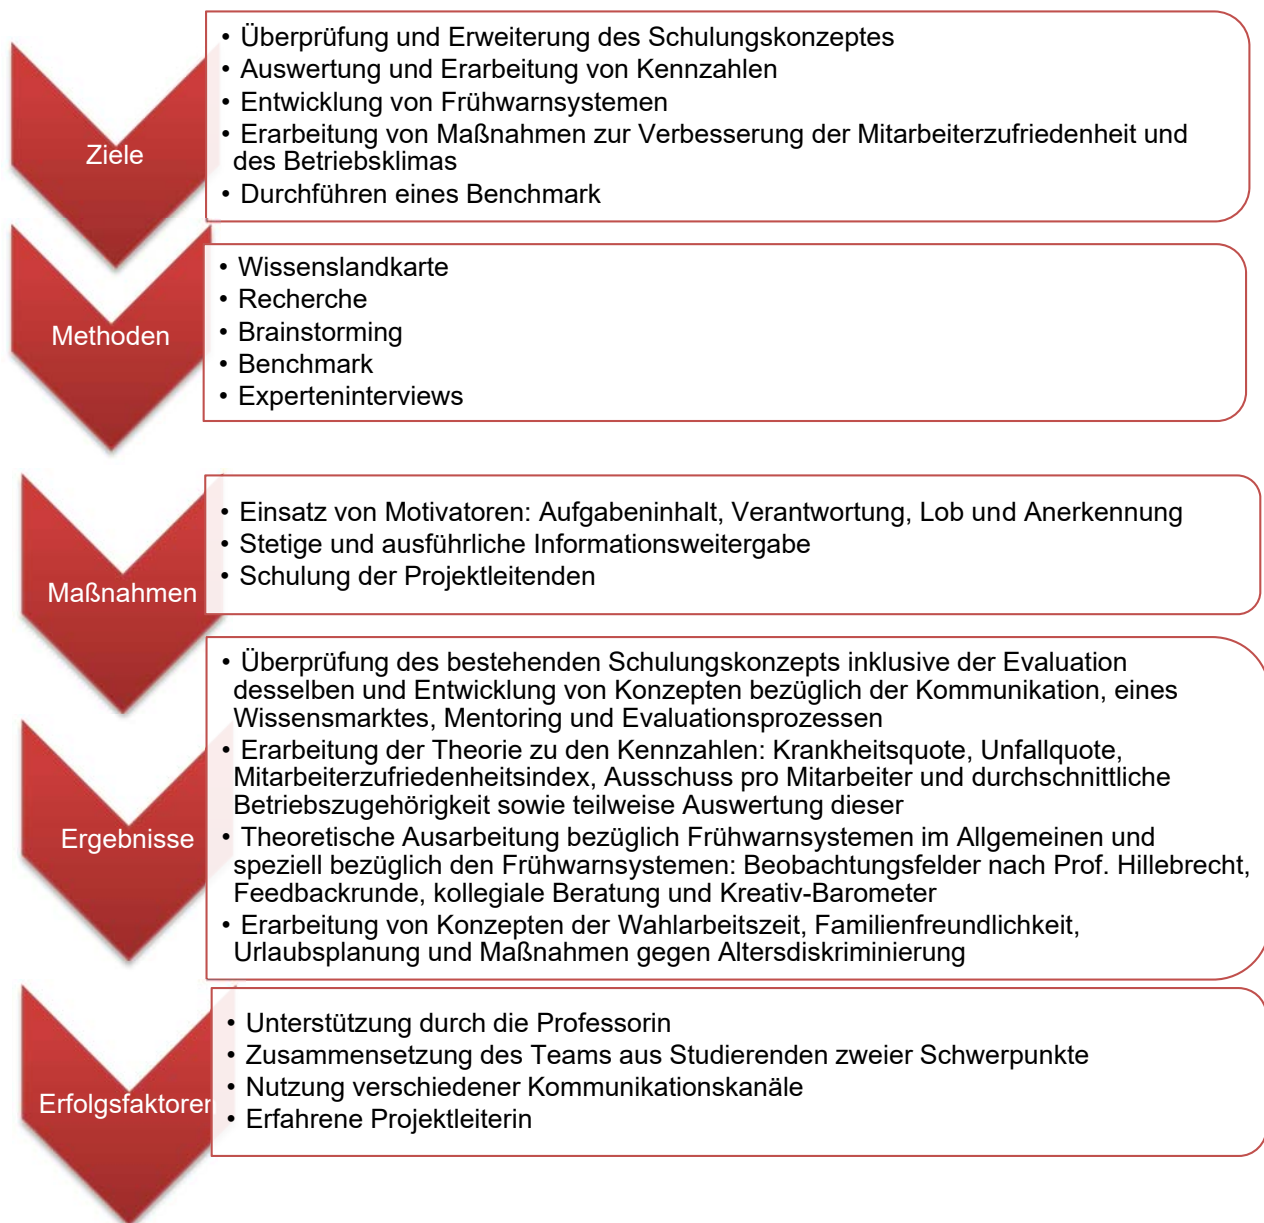 Ziele
• Überprüfung und Erweiterung des Schulungskonzeptes
• Auswertung und Erarbeitung von Kennzahlen
• Entwicklung von Frühwarnsystemen
• Erarbeitung von Maßnahmen zur Verbesserung der Mitarbeiterzufriedenheit und
des Betriebsklimas
• Durchführen eines Benchmark
Methoden
• Wissenslandkarte
• Recherche
• Brainstorming
• Benchmark
• Experteninterviews
Maßnahmen
• Einsatz von Motivatoren: Aufgabeninhalt, Verantwortung, Lob und Anerkennung
• Stetige und ausführliche Informationsweitergabe
• Schulung der Projektleitenden
Ergebnisse
• Überprüfung des bestehenden Schulungskonzepts inklusive der Evaluation
desselben und Entwicklung von Konzepten bezüglich der Kommunikation, eines
Wissensmarktes, Mentoring und Evaluationsprozessen
• Erarbeitung der Theorie zu den Kennzahlen: Krankheitsquote, Unfallquote,
Mitarbeiterzufriedenheitsindex, Ausschuss pro Mitarbeiter und durchschnittliche
Betriebszugehörigkeit sowie teilweise Auswertung dieser
• Theoretische Ausarbeitung bezüglich Frühwarnsystemen im Allgemeinen und
speziell bezüglich den Frühwarnsystemen: Beobachtungsfelder nach Prof. Hillebrecht,
Feedbackrunde, kollegiale Beratung und Kreativ-Barometer
• Erarbeitung von Konzepten der Wahlarbeitszeit, Familienfreundlichkeit,
Urlaubsplanung und Maßnahmen gegen Altersdiskriminierung
Erfolgsfaktoren
• Unterstützung durch die Professorin
• Zusammensetzung des Teams aus Studierenden zweier Schwerpunkte
• Nutzung verschiedener Kommunikationskanäle
• Erfahrene Projektleiterin